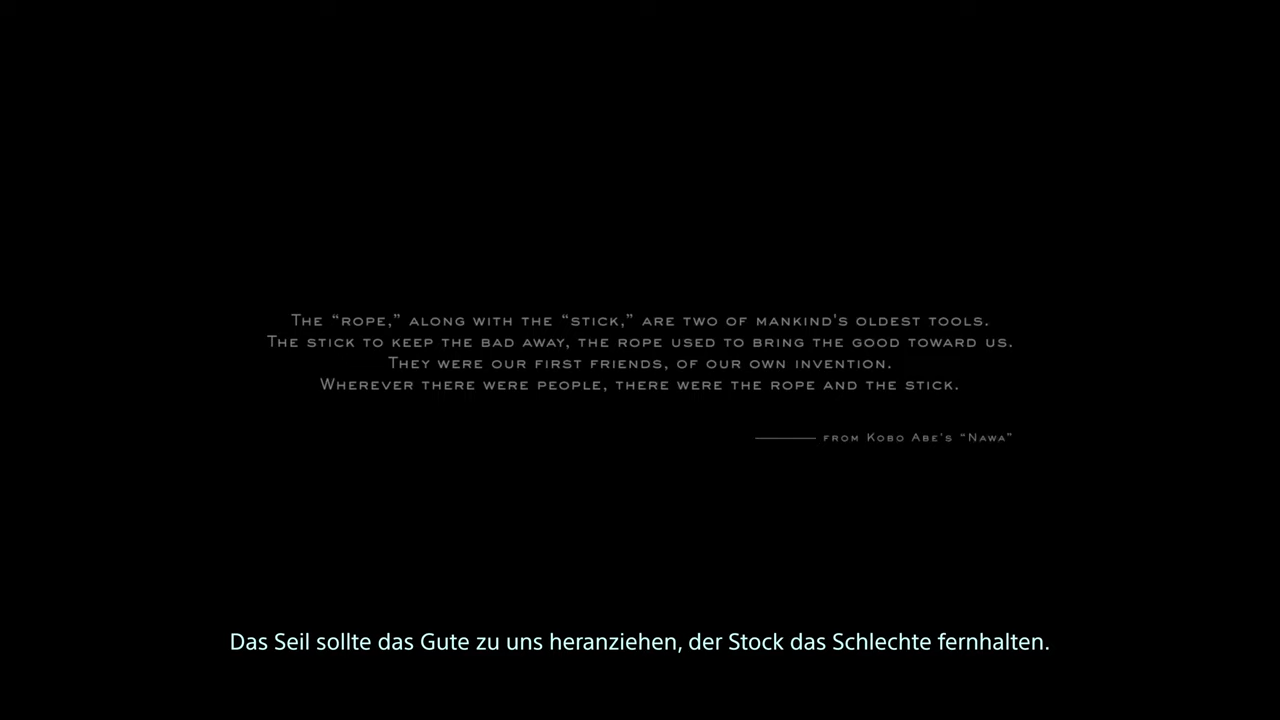 The “rope,” along with the “stick,” are two of mankind's oldest tools.
The stick to keep the bad away, the rope used to bring the good toward us.
They were our first friends, of our own invention.
Wherever there were people, there were the rope and the stick.
——— from Kobo Abe's “Nawa”
Das Seil sollte das Gute zu uns heranziehen, der Stock das Schlechte fernhalten.